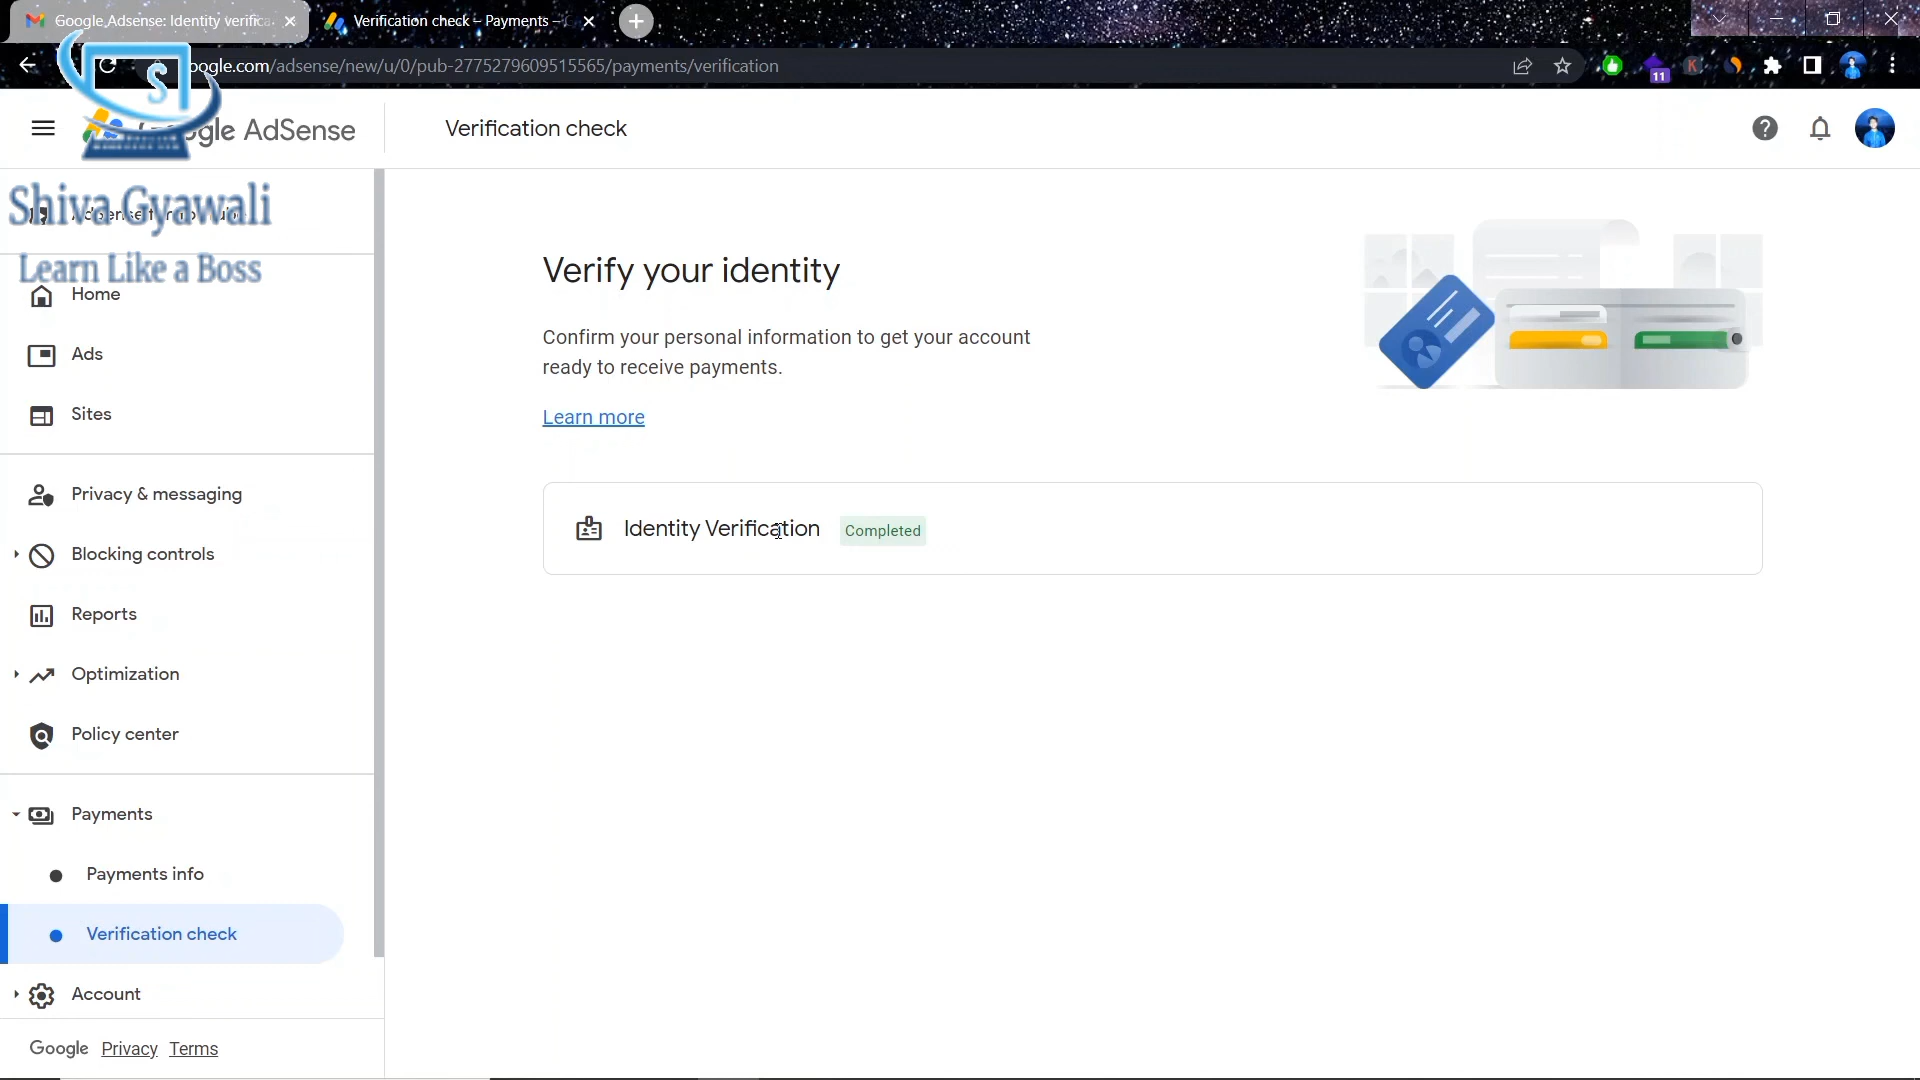 Google Adsense: Identity verifica
Verification check – Payments –
oogle.com/adsense/new/u/0/pub-2775279609515565/payments/verification
11
K
S
Google AdSense
Verification check
Shiva Gyawali
Learn Like a Boss
Home
Ads
Sites
Privacy & messaging
Blocking controls
Reports
Optimization
Policy center
Payments
Payments info
Verification check
Account
Google Privacy Terms
Verify your identity
Confirm your personal information to get your account
ready to receive payments.
Learn more
Identity Verification Completed